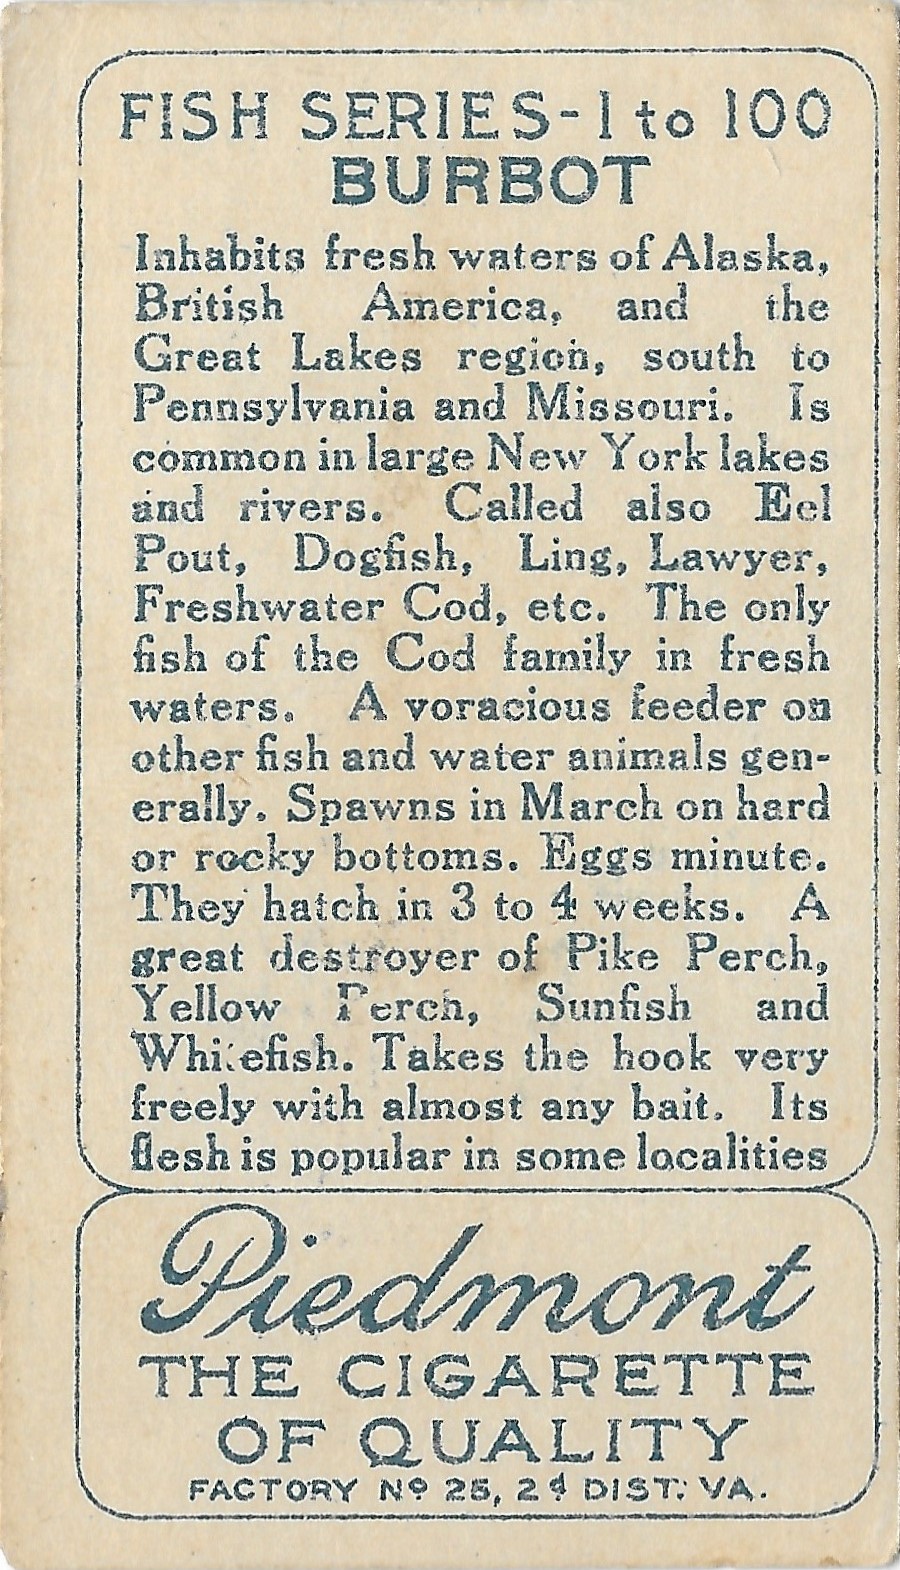 FISH SERIES-1 to 100
BURBOT
Inhabits fresh waters of Alaska,
British America, and the
Great Lakes region, south to
Pennsylvania and Missouri. Is
common in large New York lakes
and rivers. Called also Eel
Pout, Dogfish, Ling, Lawyer,
Freshwater Cod, etc. The only
fish of the Cod family in fresh
waters. A voracious feeder on
other fish and water animals gen-
erally. Spawns in March on hard
or rocky bottoms. Eggs minute.
They hatch in 3 to 4 weeks. A
great destroyer of Pike Perch,
Yellow Perch, Sunfish and
Whitefish. Takes the hook very
freely with almost any bait. Its
flesh is popular in some localities
Piedmont
THE CIGARETTE
OF QUALITY
FACTORY Nº 25, 2d DIST. VA.